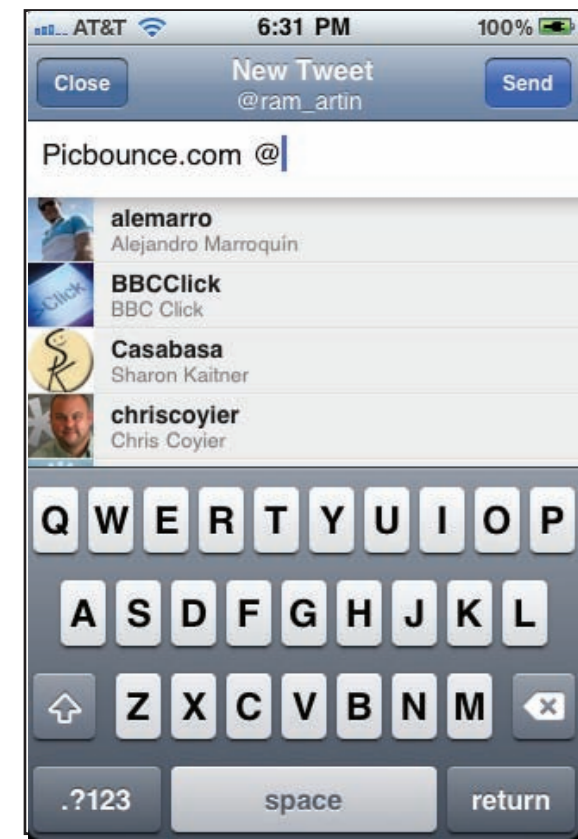 AT&T 6:31 PM 100%
Close New Tweet Send
@ram_artin
Picbounce.com @
alemarro
Alejandro Marroquín
>Click
BBCClick
BBC Click
Casabasa
Sharon Kaitner
chriscoyier
Chris Coyier
Q W E R T Y U I O P
A S D F G H J K L
Z X C V B N M
.?123 space return